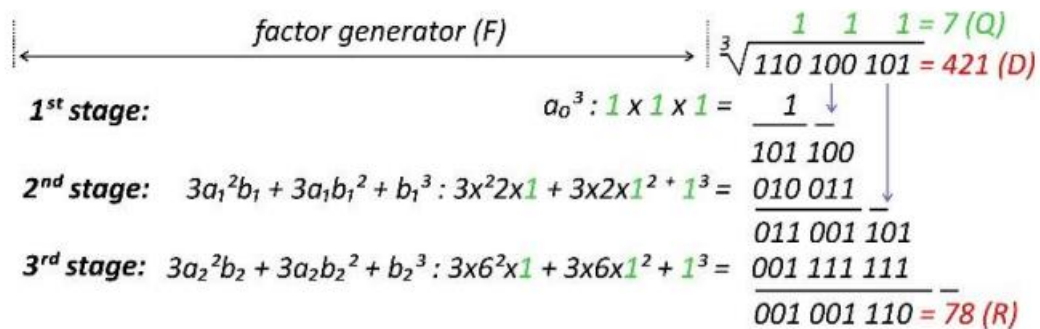 1 1 1 = 7 (Q)
factor generator (F) ³√110 100 101 = 421 (D)
1st stage: a₀³ : 1 x 1 x 1 = 1
101 100
2nd stage: 3a₁²b₁ + 3a₁b₁² + b₁³ : 3x²2x1 + 3x2x1² ⁺ 1³ = 010 011
011 001 101
3rd stage: 3a₂²b₂ + 3a₂b₂² + b₂³ : 3x6²x1 + 3x6x1² + 1³ = 001 111 111
001 001 110 = 78 (R)